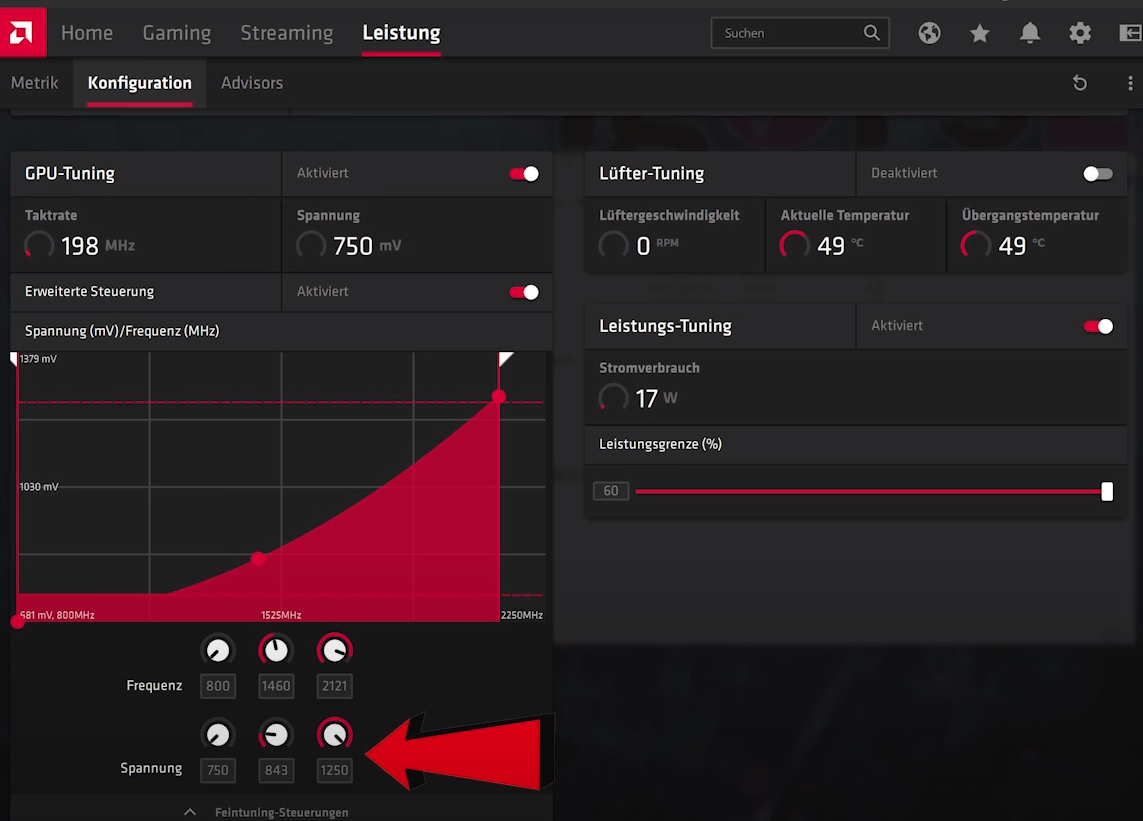 Home Gaming Streaming Leistung Suchen
Metrik Konfiguration Advisors
GPU-Tuning Aktiviert
Taktrate Spannung
198 MHz 750 mV
Erweiterte Steuerung Aktiviert
Spannung (mV)/Frequenz (MHz)
1379 mV
1030 mV
681 mV, 800MHz 1525MHz 2250MHz
Frequenz 800 1460 2121
Spannung 750 843 1250
Feintuning-Steuerungen
Lüfter-Tuning Deaktiviert
Lüftergeschwindigkeit Aktuelle Temperatur Übergangstemperatur
0 RPM 49 °C 49 °C
Leistungs-Tuning Aktiviert
Stromverbrauch
17 W
Leistungsgrenze (%)
60